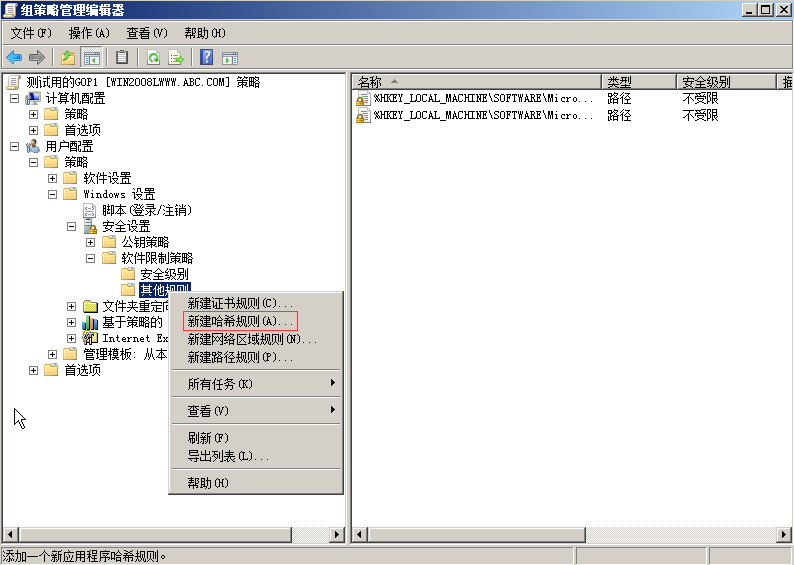 组策略管理编辑器
文件(F) 操作(A) 查看(V) 帮助(H)
测试用的GOP1 [WIN2008LWWW.ABC.COM] 策略
计算机配置
策略
首选项
用户配置
策略
软件设置
Windows 设置
脚本(登录/注销)
安全设置
公钥策略
软件限制策略
安全级别
其他规则
文件夹重定向
基于策略的
Internet Ex
管理模板: 从本
首选项
名称 类型 安全级别 描
%HKEY_LOCAL_MACHINE\SOFTWARE\Micro... 路径 不受限
%HKEY_LOCAL_MACHINE\SOFTWARE\Micro... 路径 不受限
新建证书规则(C)...
新建哈希规则(A)...
新建网络区域规则(N)...
新建路径规则(P)...
所有任务(K)
查看(V)
刷新(F)
导出列表(L)...
帮助(H)
添加一个新应用程序哈希规则。